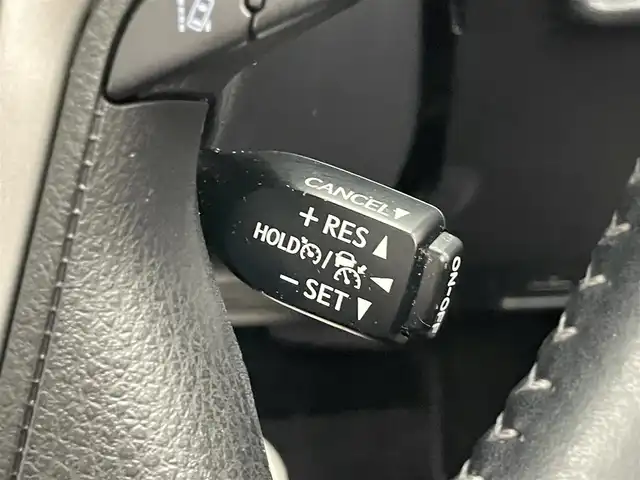 CANCEL▼
+ RES ▲
HOLD / ◀
− SET ▼
ON-OFF